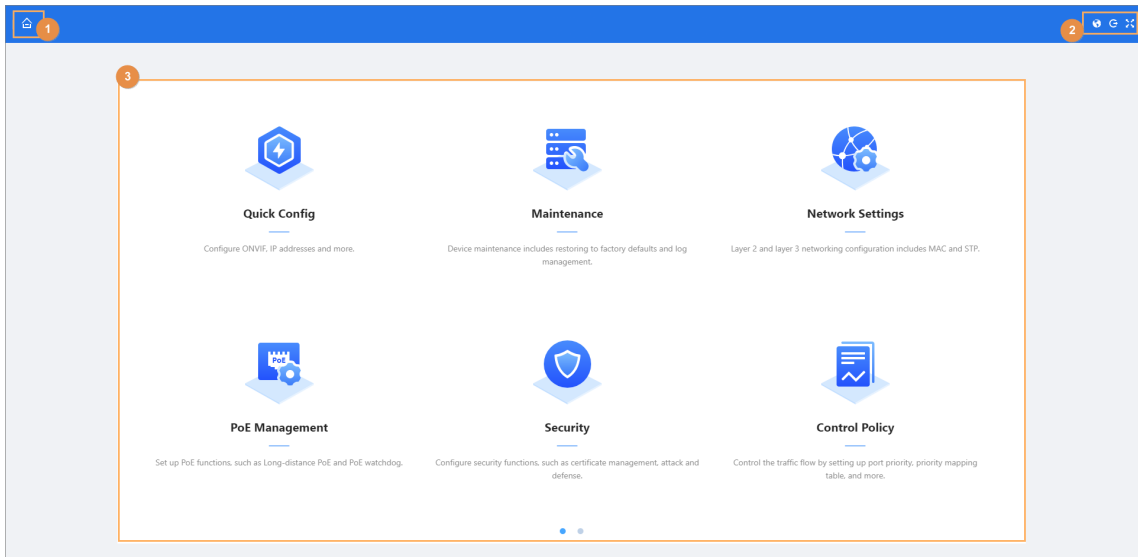 1
2
3
Quick Config
Maintenance
Network Settings
Configure ONVIF, IP addresses and more.
Device maintenance includes restoring to factory defaults and log
management.
Layer 2 and layer 3 networking configuration includes MAC and STP.
PoE
PoE Management
Security
Control Policy
Set up PoE functions, such as Long-distance PoE and PoE watchdog.
Configure security functions, such as certificate management, attack and
defense.
Control the traffic flow by setting up port priority, priority mapping
table, and more.